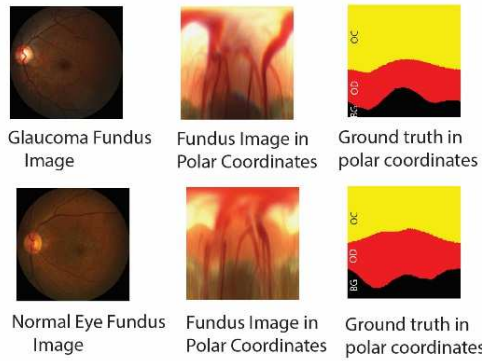 OC
OD
BG
Glaucoma Fundus
Image
Fundus Image in
Polar Coordinates
Ground truth in
polar coordinates
OC
OD
BG
Normal Eye Fundus
Image
Fundus Image in
Polar Coordinates
Ground truth in
polar coordinates